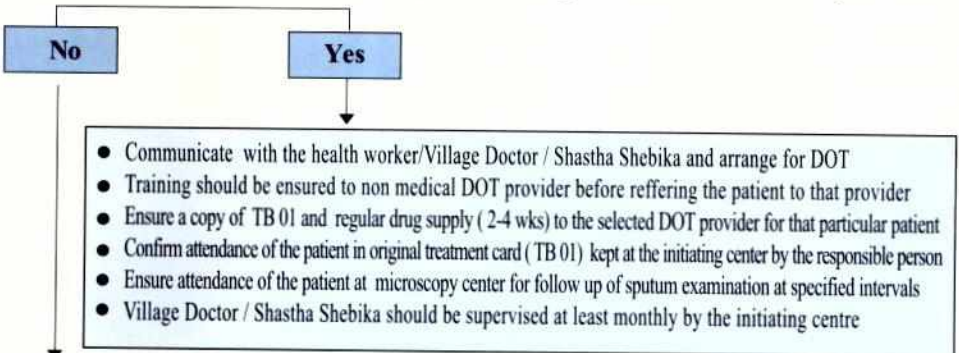 No
Yes
● Communicate with the health worker/Village Doctor / Shastha Shebika and arrange for DOT
● Training should be ensured to non medical DOT provider before reffering the patient to that provider
● Ensure a copy of TB 01 and regular drug supply ( 2-4 wks) to the selected DOT provider for that particular patient
● Confirm attendance of the patient in original treatment card ( TB 01) kept at the initiating center by the responsible person
● Ensure attendance of the patient at microscopy center for follow up of sputum examination at specified intervals
● Village Doctor / Shastha Shebika should be supervised at least monthly by the initiating centre